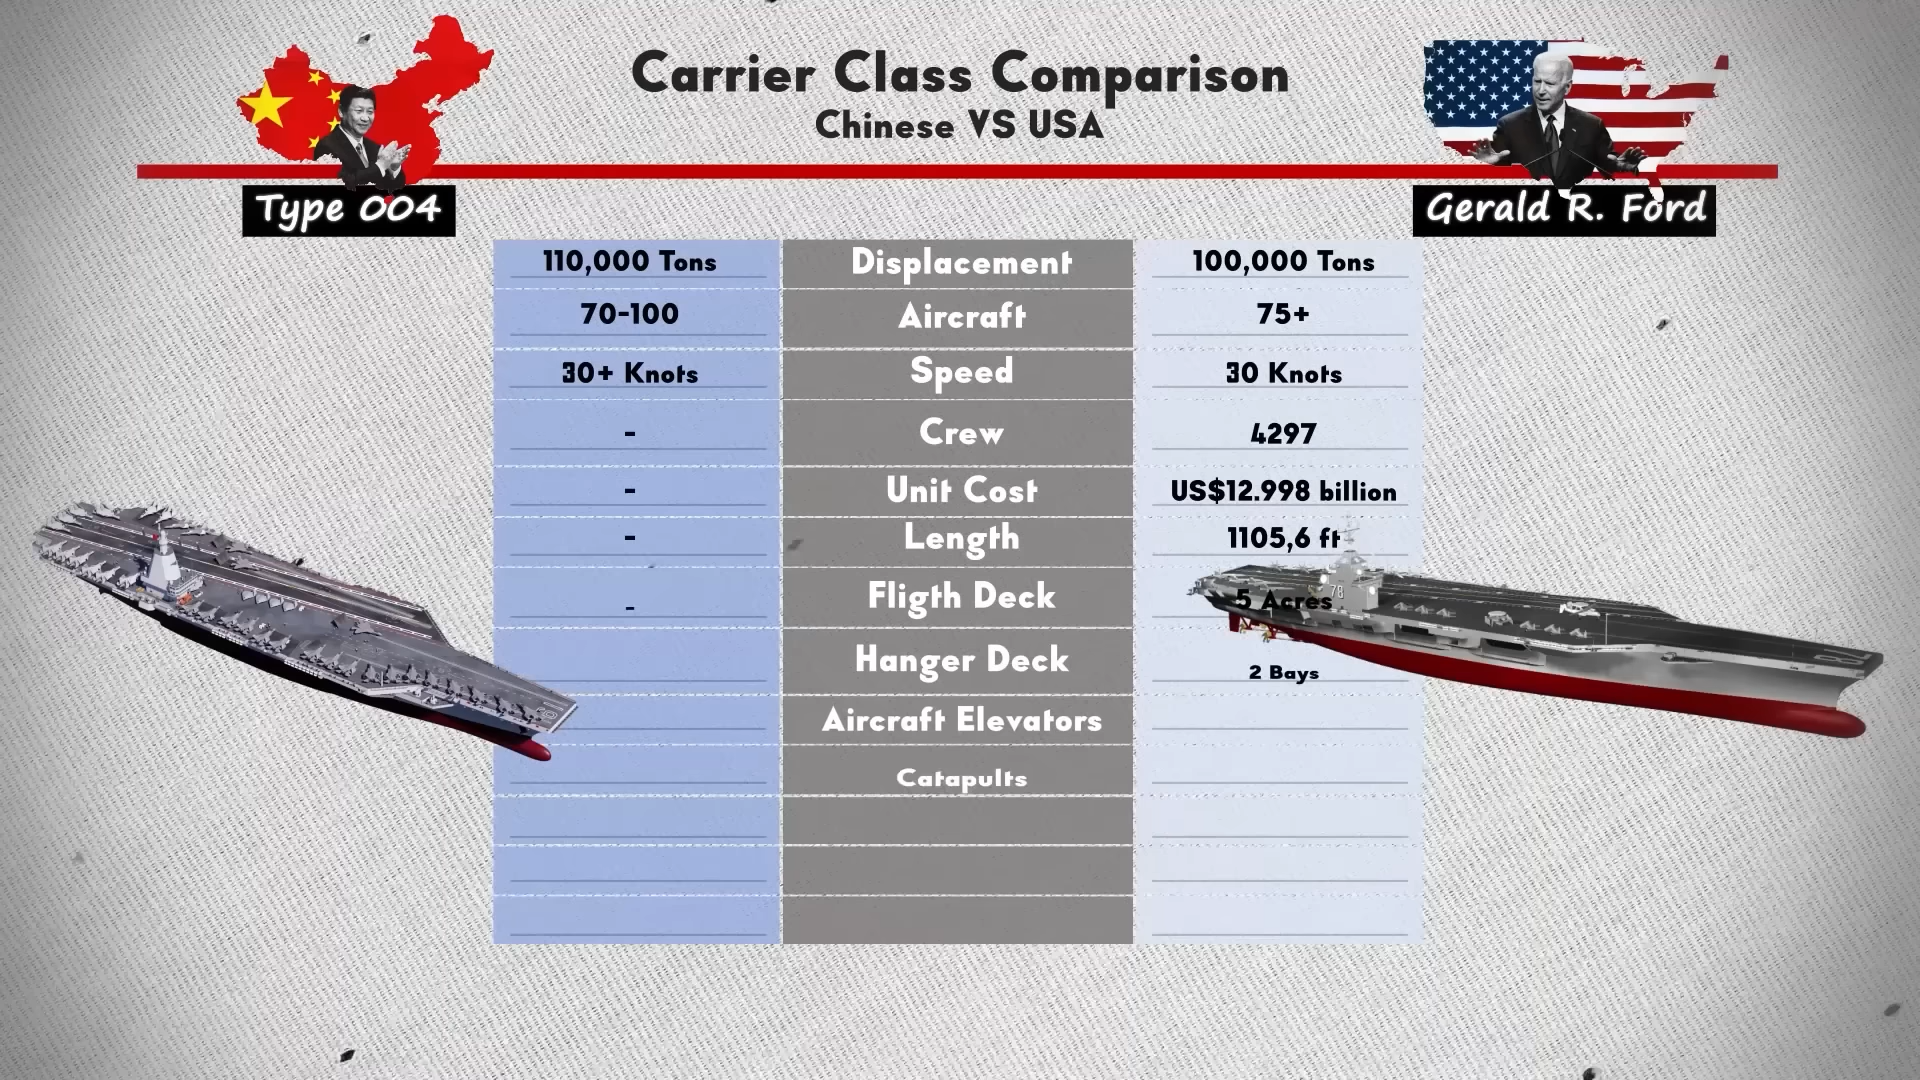 Carrier Class Comparison
Chinese VS USA
Type 004
Gerald R. Ford
110,000 Tons Displacement 100,000 Tons
70-100 Aircraft 75+
30+ Knots Speed 30 Knots
- Crew 4297
- Unit Cost US$12.998 billion
- Length 1105,6 ft
- Fligth Deck 5 Acres
Hanger Deck 2 Bays
Aircraft Elevators
Catapults
78